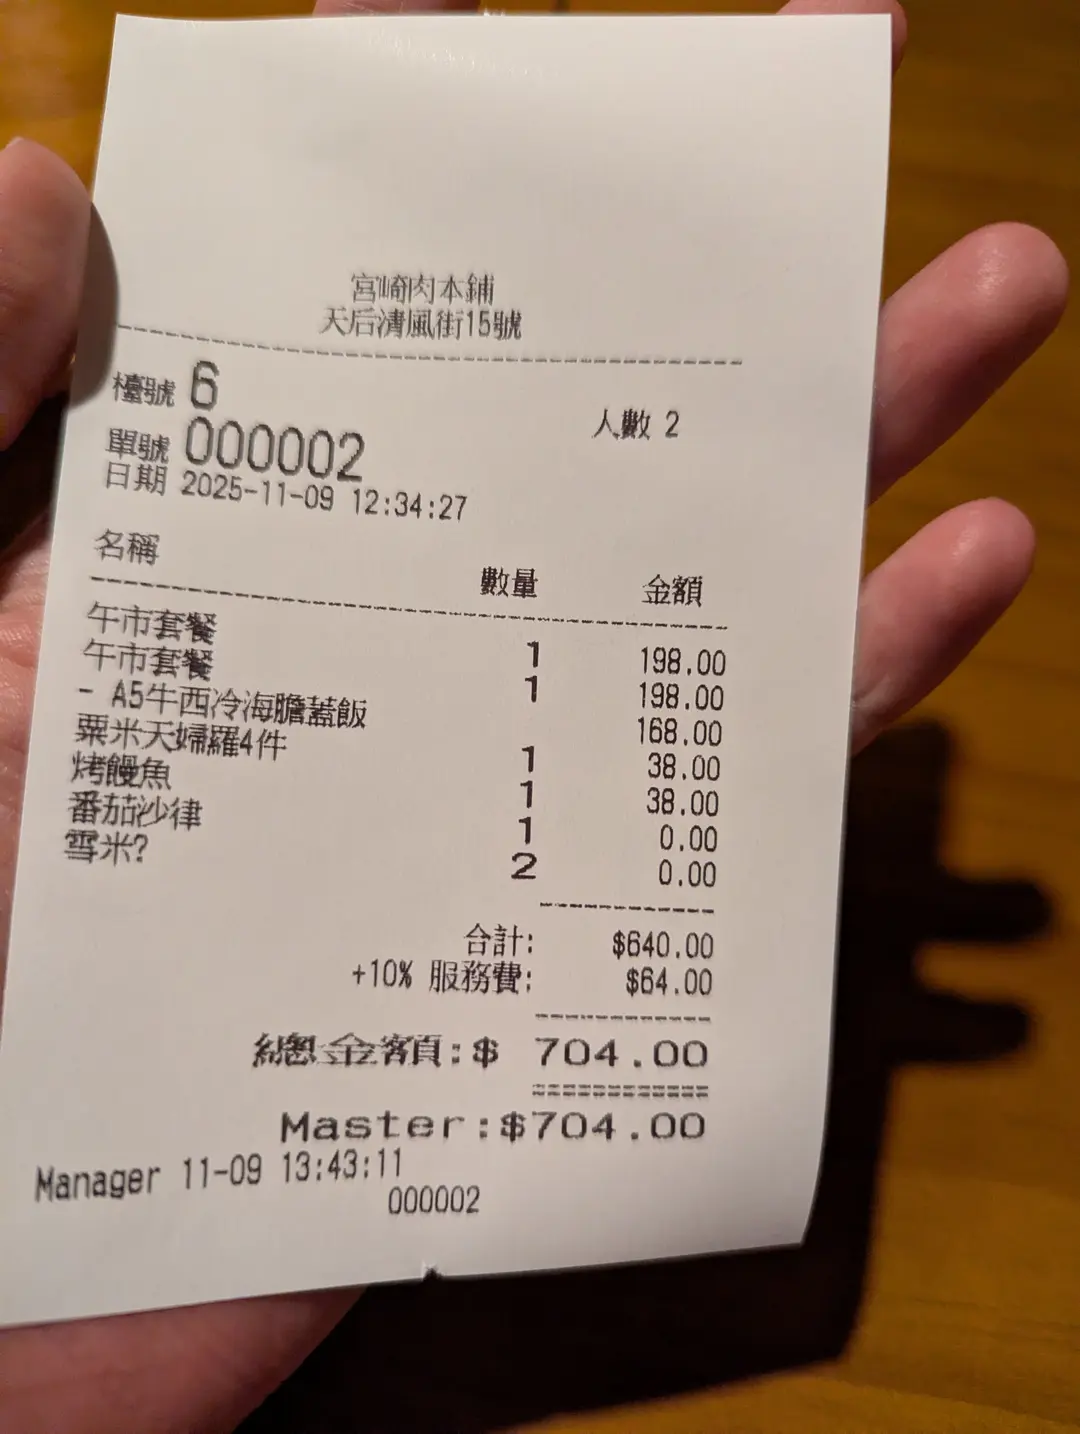 宮崎肉本鋪
天后清風街15號
檯號 6 人數 2
單號 000002
日期 2025-11-09 12:34:27
名稱 數量 金額
午市套餐 1 198.00
午市套餐 1 198.00
- A5牛西冷海膽蓋飯 168.00
粟米天婦羅4件 1 38.00
烤饅魚 1 38.00
番茄沙律 1 0.00
雪米? 2 0.00
合計: $640.00
+10% 服務費: $64.00
總金額:$ 704.00
Master:$704.00
Manager 11-09 13:43:11
000002